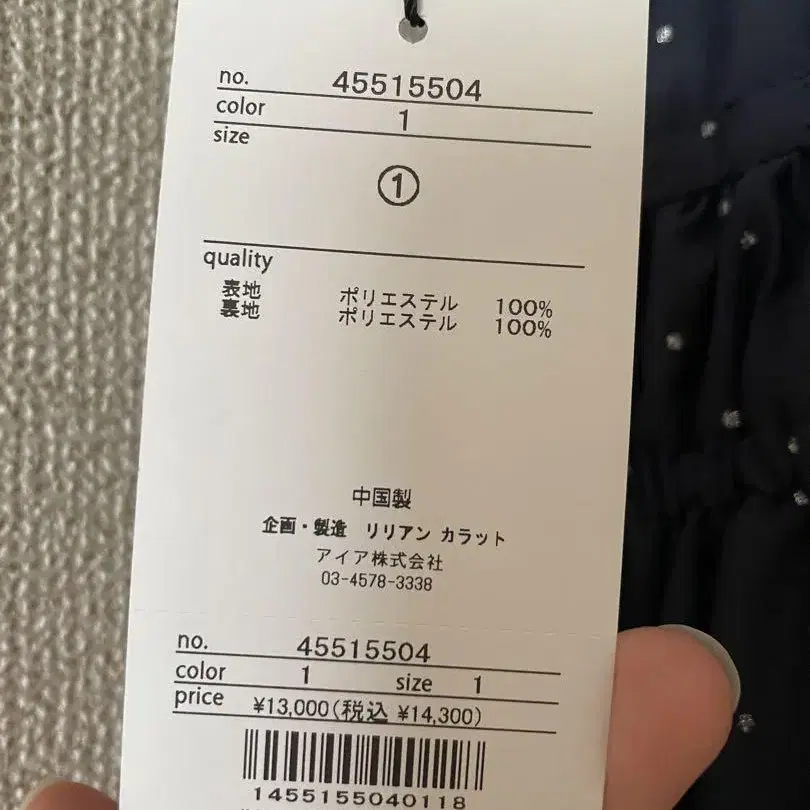 no. 45515504
color 1
size
①
quality
表地 ポリエステル 100%
裏地 ポリエステル 100%
中国製
企画・製造 リリアン カラット
アイア株式会社
03-4578-3338
no. 45515504
color 1 size 1
price ¥13,000(税込 ¥14,300)
1455155040118